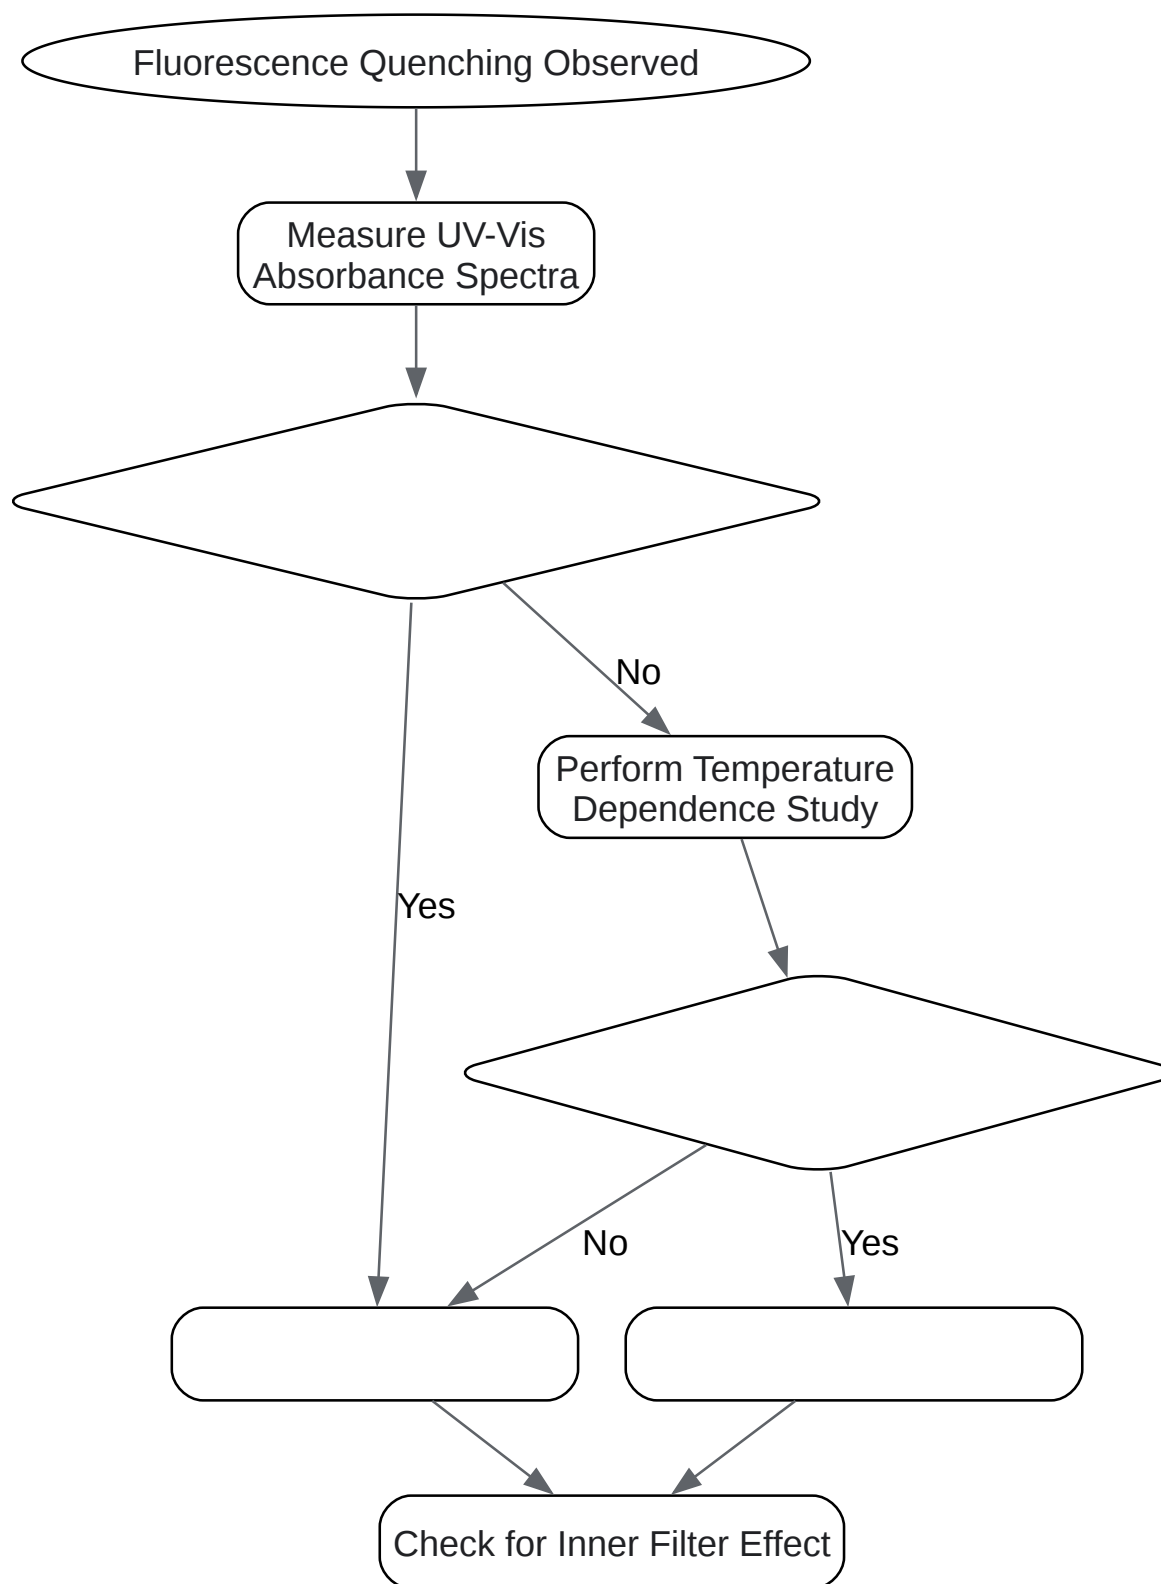 Fluorescence Quenching Observed
Measure UV-Vis
Absorbance Spectra
No
Perform Temperature
Dependence Study
Yes
No
Yes
Check for Inner Filter Effect